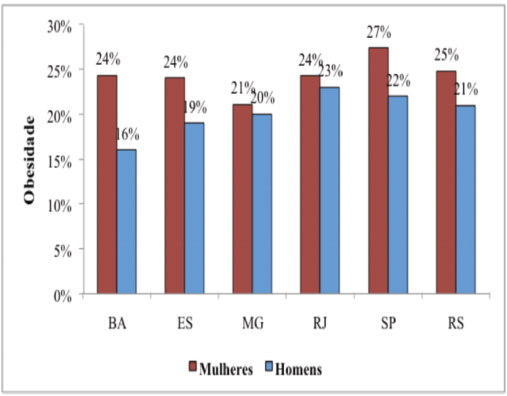 Obesidade
30%
25%
20%
15%
10%
5%
0%
24% 16% 24% 19% 21% 20% 24% 23% 27% 22% 25% 21%
BA ES MG RJ SP RS
Mulheres Homens